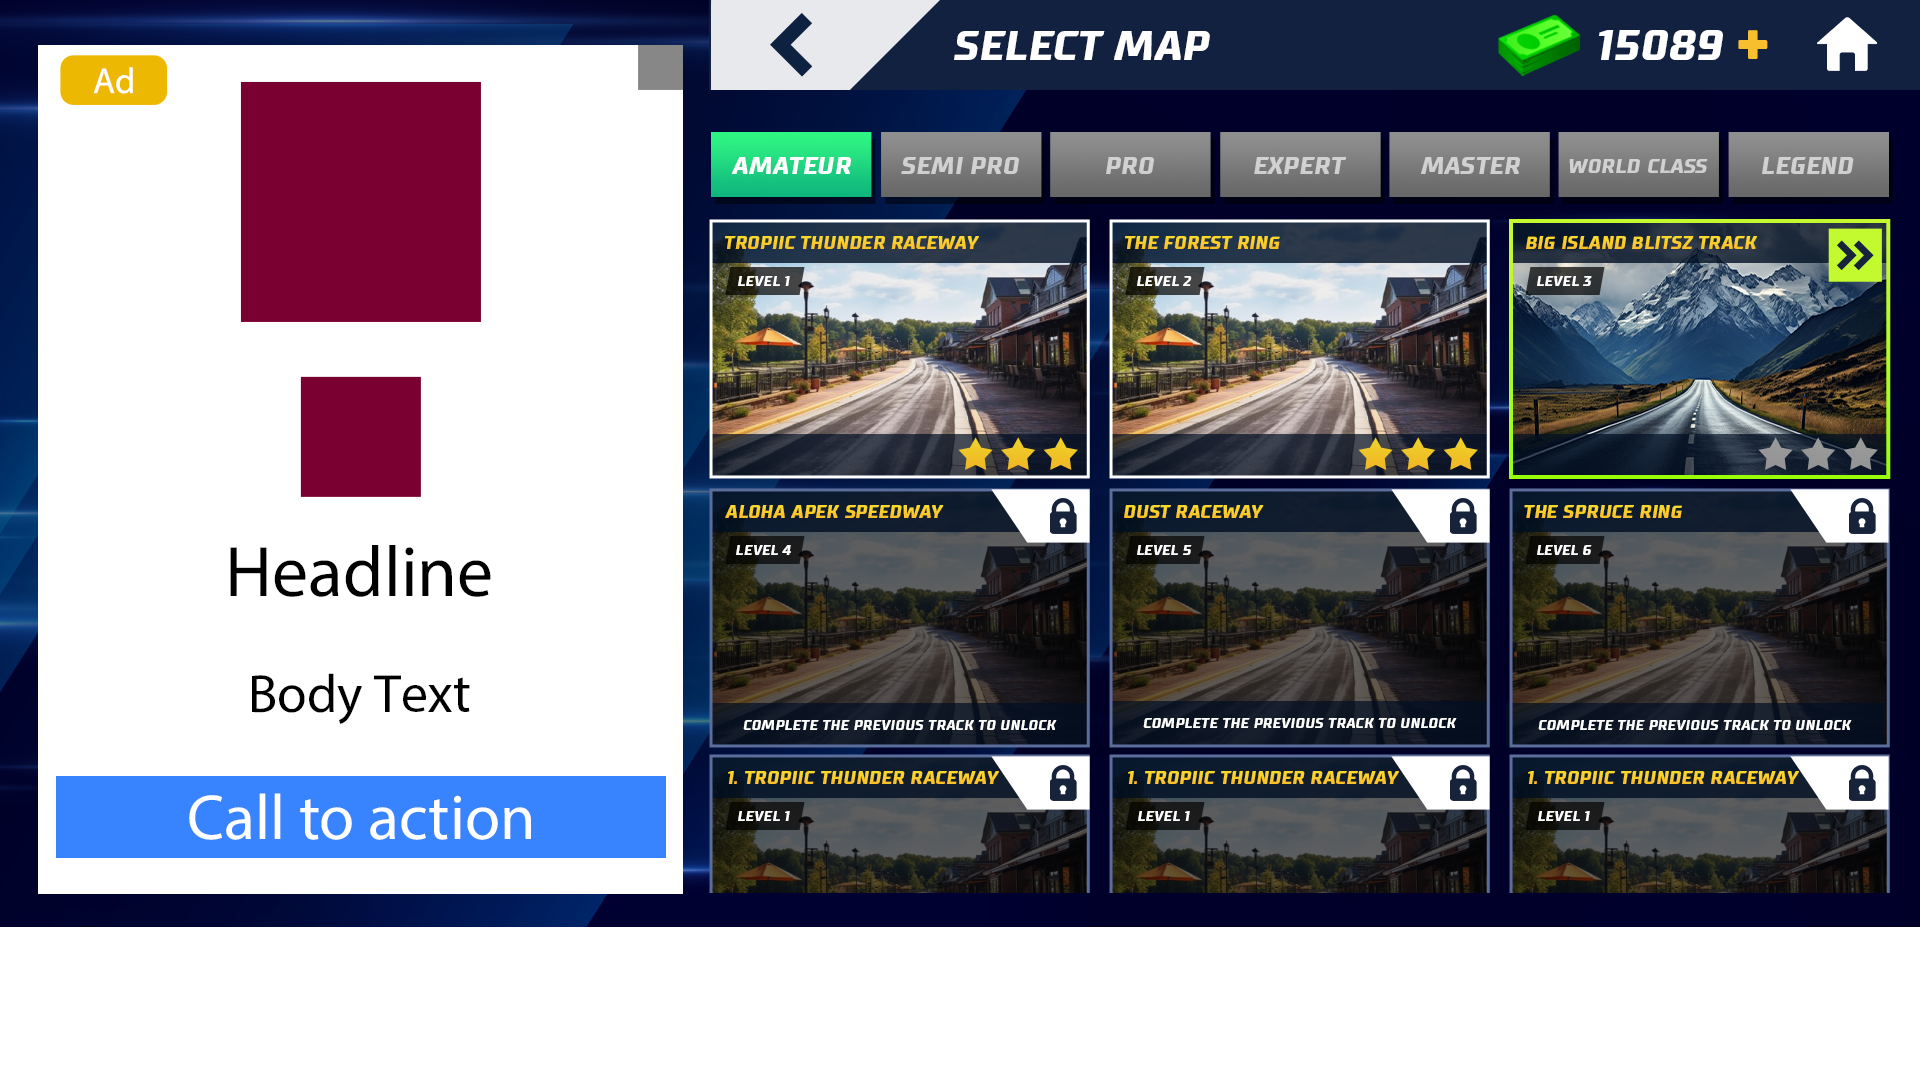 Ad
Headline
Body Text
Call to action
SELECT MAP
15089
AMATEUR
SEMI PRO
PRO
EXPERT
MASTER
WORLD CLASS
LEGEND
TROPIIC THUNDER RACEWAY
LEVEL 1
THE FOREST RING
LEVEL 2
BIG ISLAND BLITSZ TRACK
LEVEL 3
ALOHA APEK SPEEDWAY
LEVEL 4
COMPLETE THE PREVIOUS TRACK TO UNLOCK
DUST RACEWAY
LEVEL 5
COMPLETE THE PREVIOUS TRACK TO UNLOCK
THE SPRUCE RING
LEVEL 6
COMPLETE THE PREVIOUS TRACK TO UNLOCK
1. TROPIIC THUNDER RACEWAY
LEVEL 1
1. TROPIIC THUNDER RACEWAY
LEVEL 1
1. TROPIIC THUNDER RACEWAY
LEVEL 1